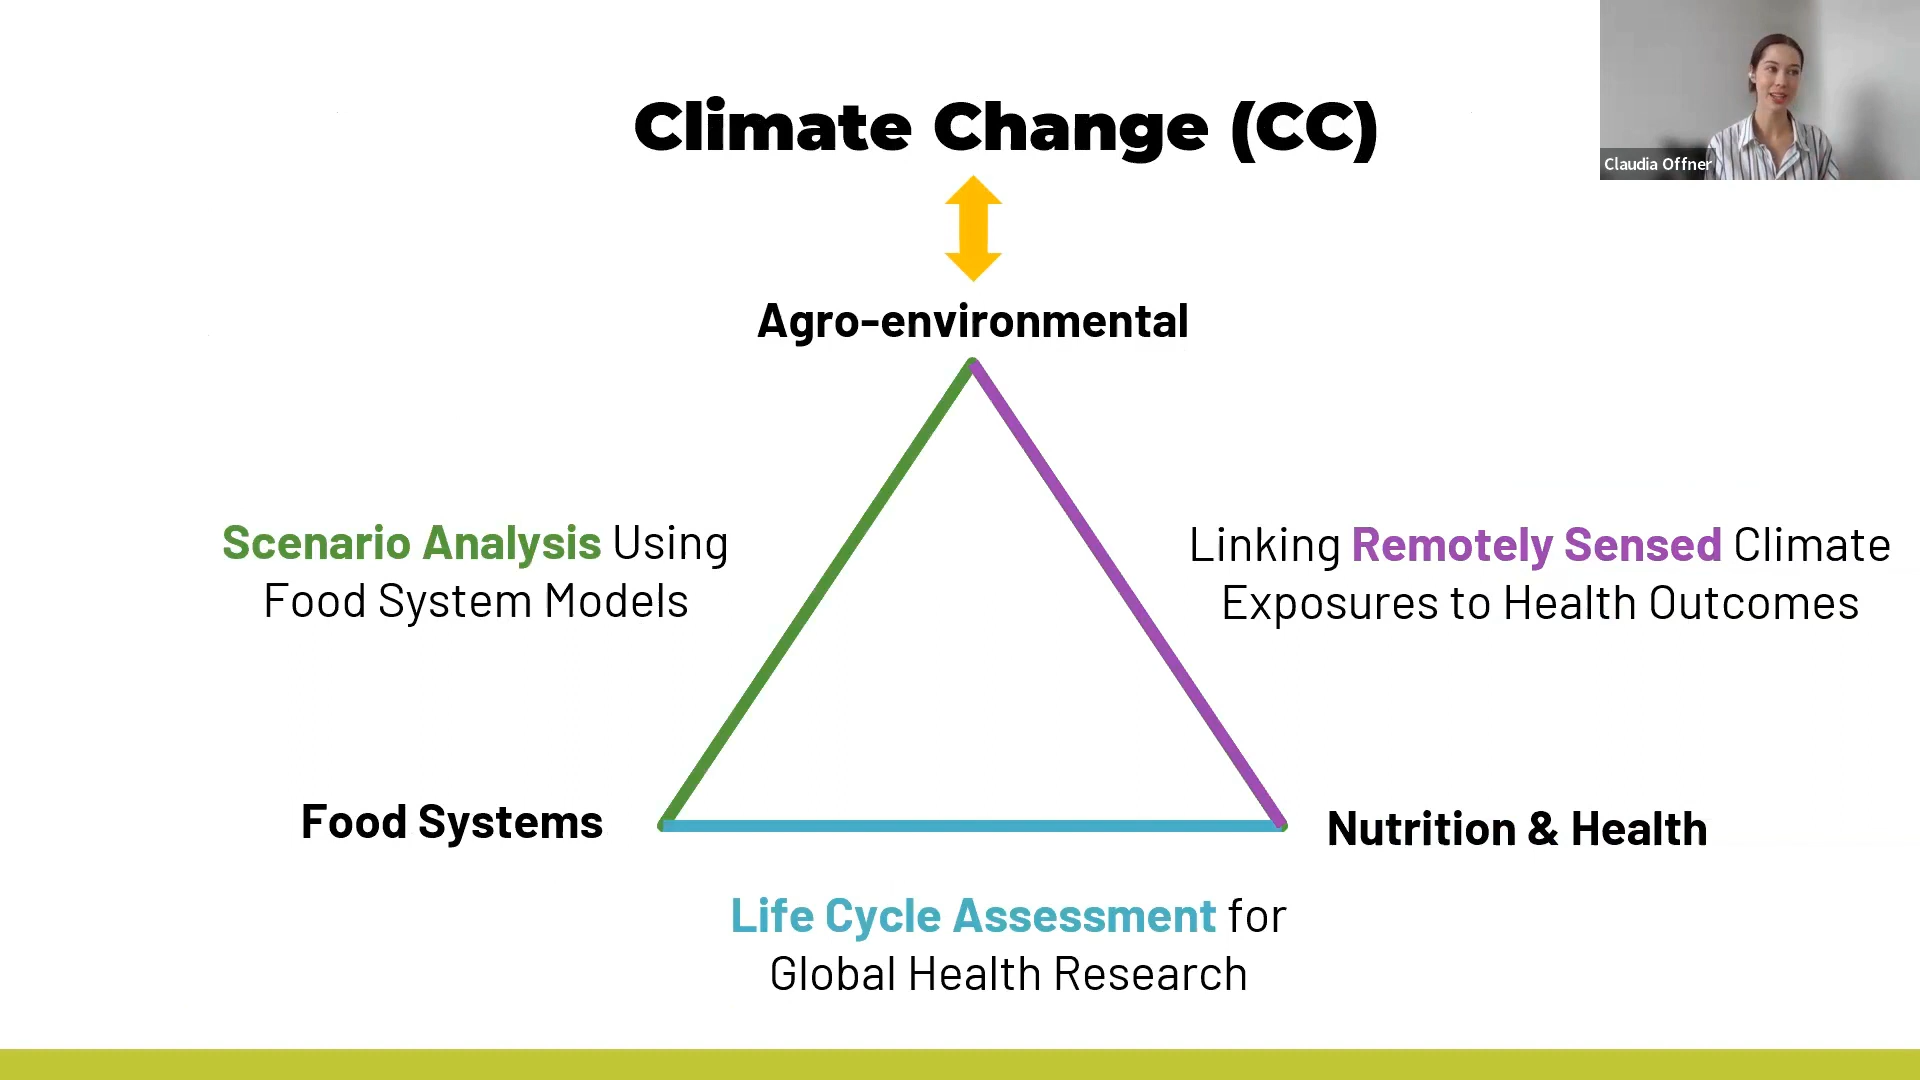 Climate Change (CC)
Claudia Offner
Agro-environmental
Scenario Analysis Using
Food System Models
Linking Remotely Sensed Climate
Exposures to Health Outcomes
Food Systems
Nutrition & Health
Life Cycle Assessment for
Global Health Research